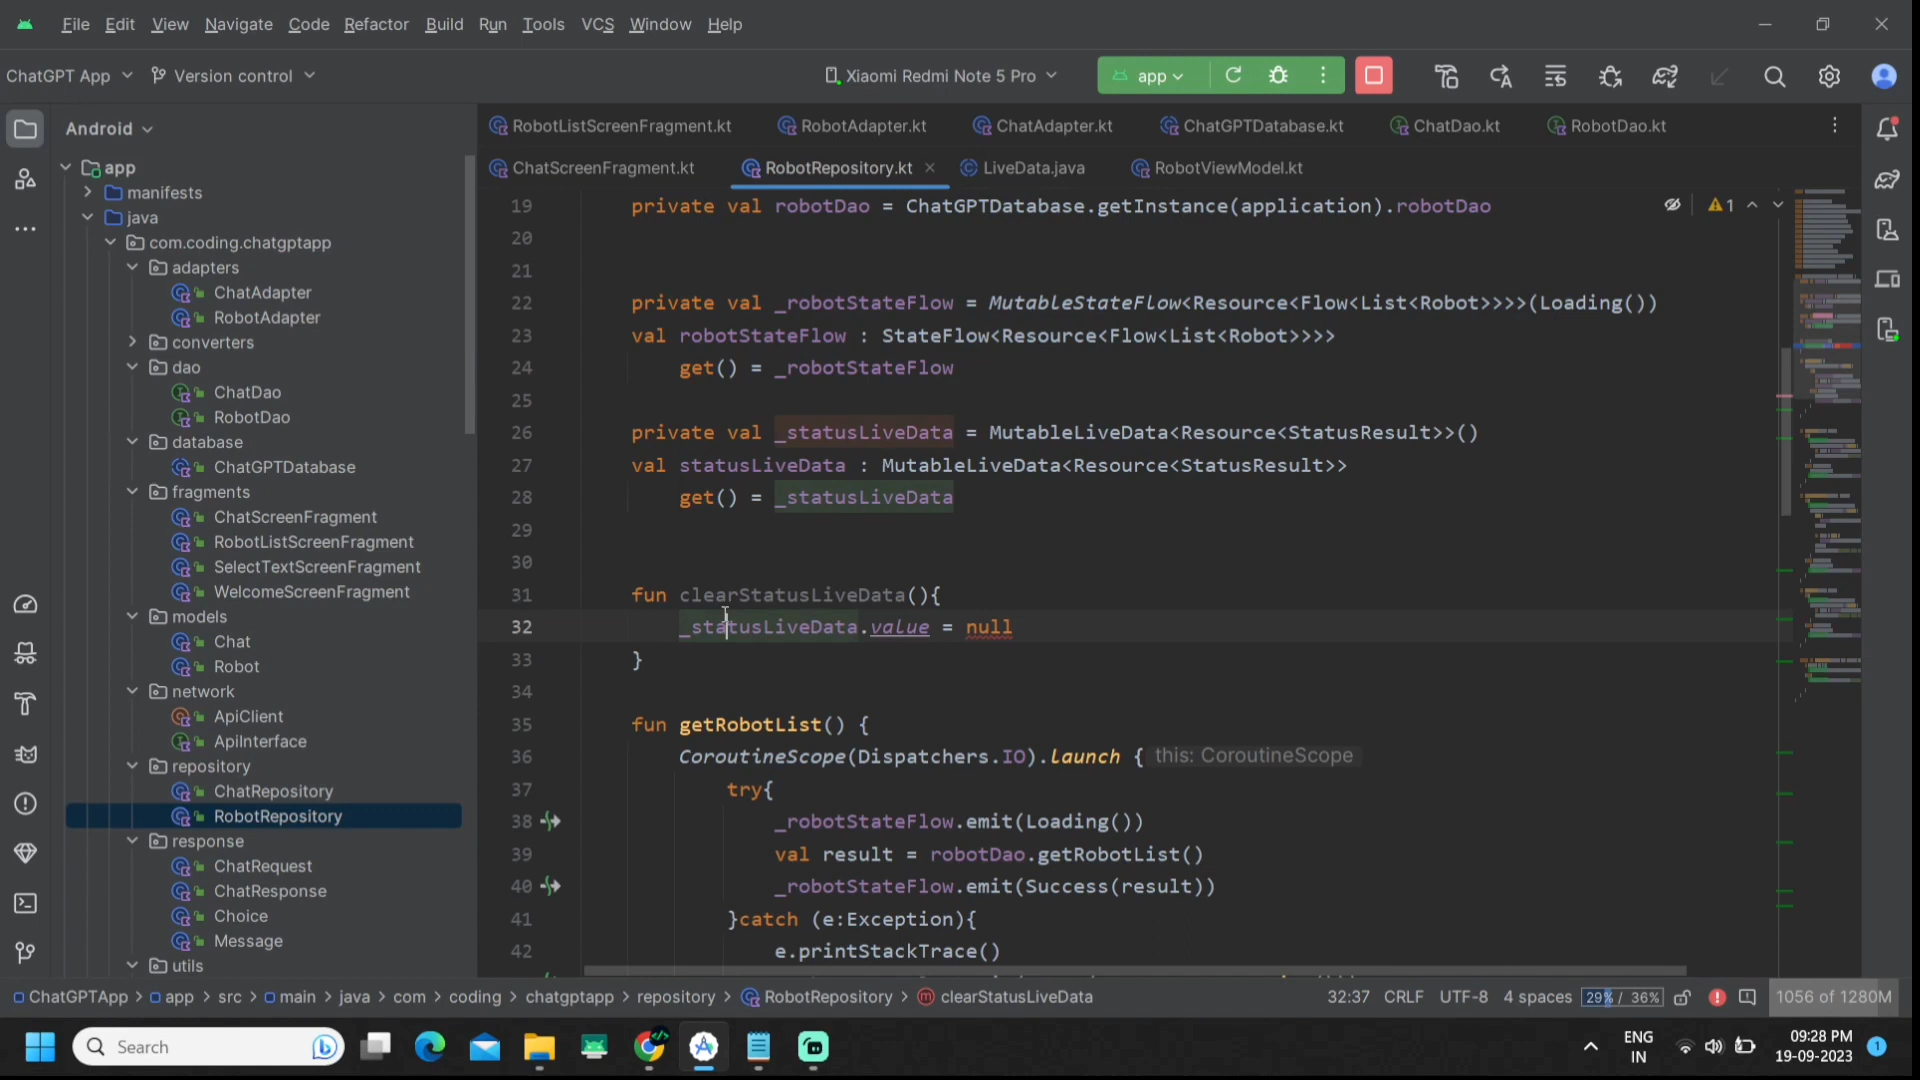 File Edit View Navigate Code Refactor Build Run Tools VCS Window Help
ChatGPT App Version control Xiaomi Redmi Note 5 Pro app
Android
app
manifests
java
com.coding.chatgptapp
adapters
ChatAdapter
RobotAdapter
converters
dao
ChatDao
RobotDao
database
ChatGPTDatabase
fragments
ChatScreenFragment
RobotListScreenFragment
SelectTextScreenFragment
WelcomeScreenFragment
models
Chat
Robot
network
ApiClient
ApiInterface
repository
ChatRepository
RobotRepository
response
ChatRequest
ChatResponse
Choice
Message
utils
RobotListScreenFragment.kt RobotAdapter.kt ChatAdapter.kt ChatGPTDatabase.kt ChatDao.kt RobotDao.kt
ChatScreenFragment.kt RobotRepository.kt LiveData.java RobotViewModel.kt
1
19 private val robotDao = ChatGPTDatabase.getInstance(application).robotDao
20
21
22 private val _robotStateFlow = MutableStateFlow<Resource<Flow<List<Robot>>>>(Loading())
23 val robotStateFlow : StateFlow<Resource<Flow<List<Robot>>>>
24 get() = _robotStateFlow
25
26 private val _statusLiveData = MutableLiveData<Resource<StatusResult>>()
27 val statusLiveData : MutableLiveData<Resource<StatusResult>>
28 get() = _statusLiveData
29
30
31 fun clearStatusLiveData(){
32 _statusLiveData.value = null
33 }
34
35 fun getRobotList() {
36 CoroutineScope(Dispatchers.IO).launch { this: CoroutineScope
37 try{
38 _robotStateFlow.emit(Loading())
39 val result = robotDao.getRobotList()
40 _robotStateFlow.emit(Success(result))
41 }catch (e:Exception){
42 e.printStackTrace()
ChatGPTApp > app > src > main > java > com > coding > chatgptapp > repository > RobotRepository > clearStatusLiveData 32:37 CRLF UTF-8 4 spaces 29% / 36% 1056 of 1280M
Search
ENG
IN
09:28 PM
19-09-2023
1